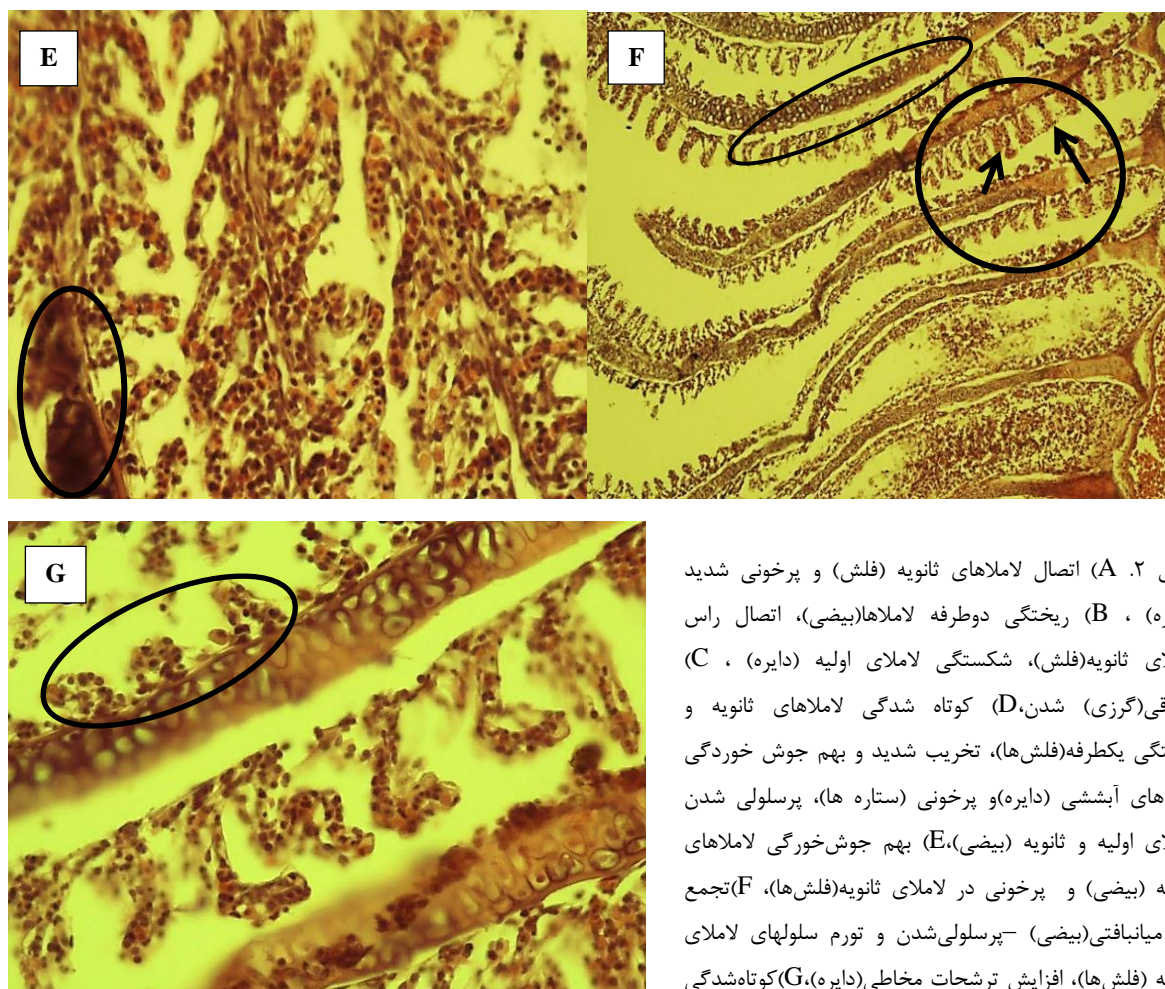 E
F
G
ل ۲. A) اتصال لاملاهای ثانویه (فلش) و پرخونی شدید
ره) ، B) ریختگی دوطرفه لاملاها(بیضی)، اتصال راس
لای ثانویه(فلش)، شکستگی لاملای اولیه (دایره) ، C)
قی(گرزی) شدن،D) کوتاه شدگی لاملاهای ثانویه و
تگی یکطرفه(فلش‌ها)، تخریب شدید و بهم جوش خوردگی
های آبششی (دایره)و پرخونی (ستاره ها)، پرسلولی شدن
لای اولیه و ثانویه (بیضی)،E) بهم جوش‌خورگی لاملاهای
ه (بیضی) و پرخونی در لاملای ثانویه(فلش‌ها)، F)تجمع
میانبافتی(بیضی) –پرسلولی‌شدن و تورم سلولهای لاملای
ه (فلش‌ها)، افزایش ترشحات مخاطی(دایره)،G)کوتاه‌شدگی